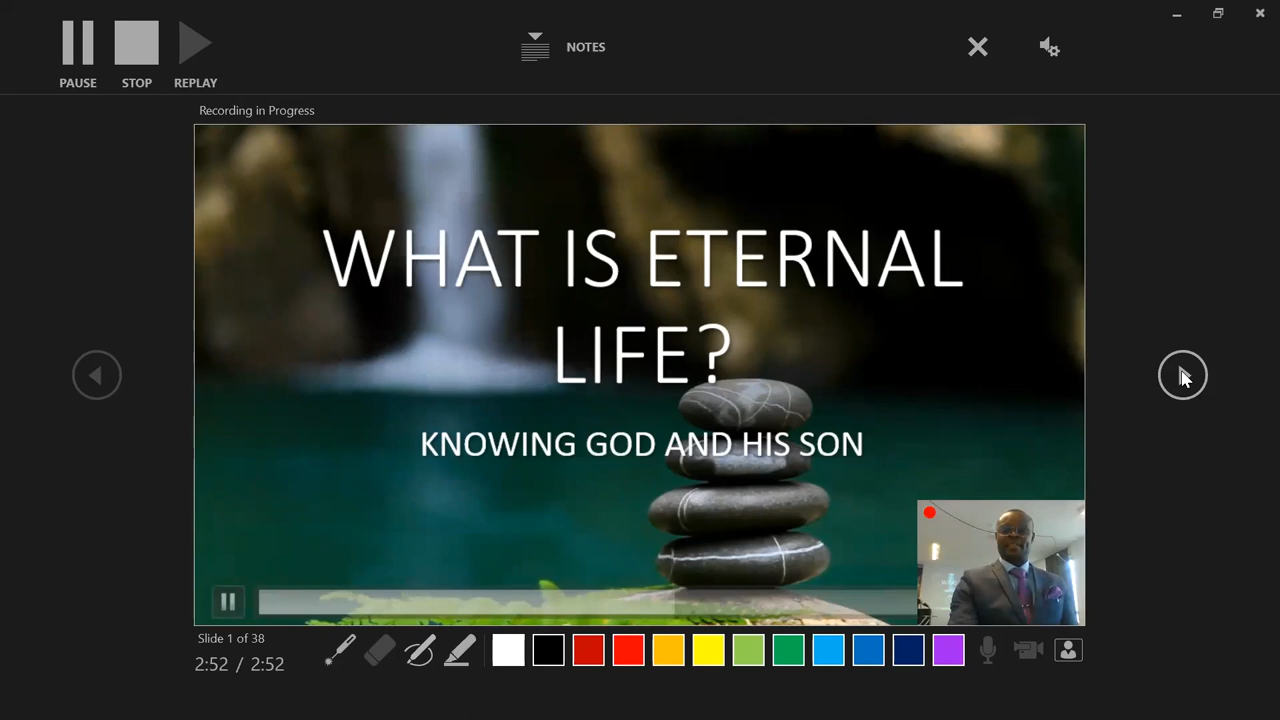 PAUSE
STOP
REPLAY
NOTES
Recording in Progress
WHAT IS ETERNAL
LIFE?
KNOWING GOD AND HIS SON
Slide 1 of 38
2:52 / 2:52